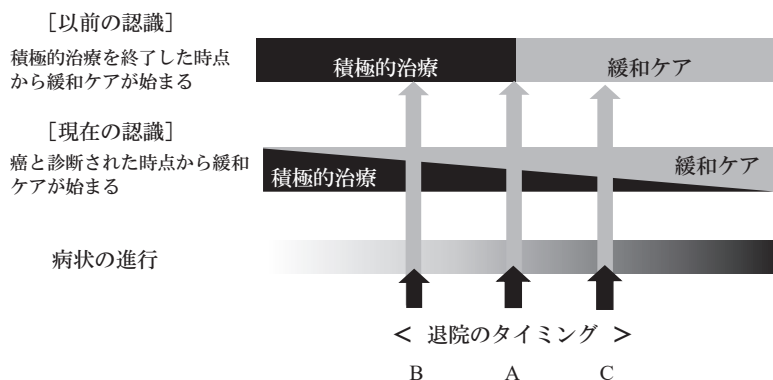 ［以前の認識］
積極的治療を終了した時点
から緩和ケアが始まる
積極的治療
緩和ケア
［現在の認識］
癌と診断された時点から緩和
ケアが始まる
積極的治療
緩和ケア
病状の進行
＜ 退院のタイミング ＞
B A C